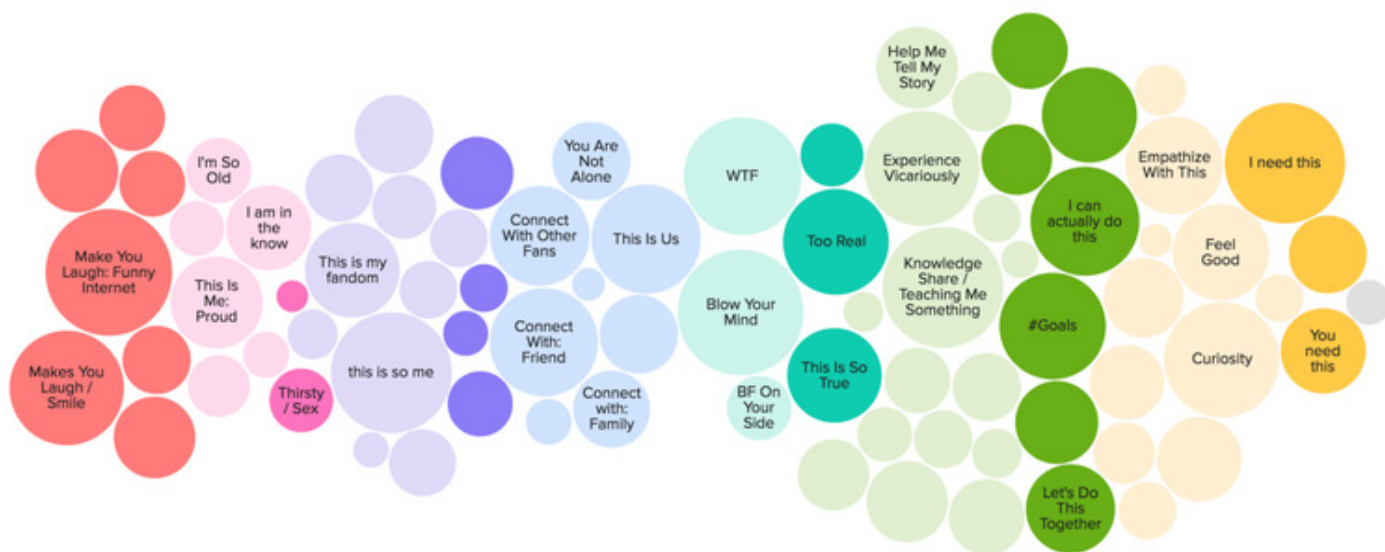 Make You
Laugh: Funny
Internet
Makes You
Laugh /
Smile
I'm So
Old
I am in
the
know
This Is
Me:
Proud
Thirsty
/ Sex
This is my
fandom
this is so me
You Are
Not
Alone
Connect
With Other
Fans
This Is Us
Connect
With:
Friend
Connect
with:
Family
WTF
Blow Your
Mind
BF On
Your
Side
Too Real
This Is So
True
Help Me
Tell My
Story
Experience
Vicariously
Knowledge
Share /
Teaching Me
Something
I can
actually do
this
#Goals
Let's Do
This
Together
Empathize
With This
Feel
Good
Curiosity
I need this
You
need
this